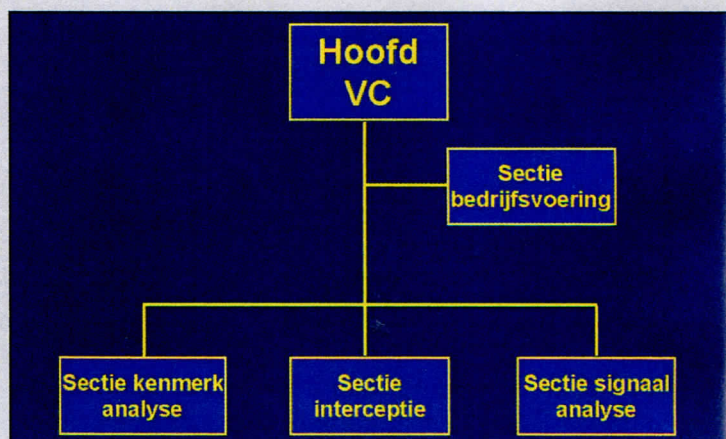 Hoofd
VC
Sectie
bedrijfsvoering
Sectie kenmerk
analyse
Sectie
interceptie
Sectie signaal
analyse